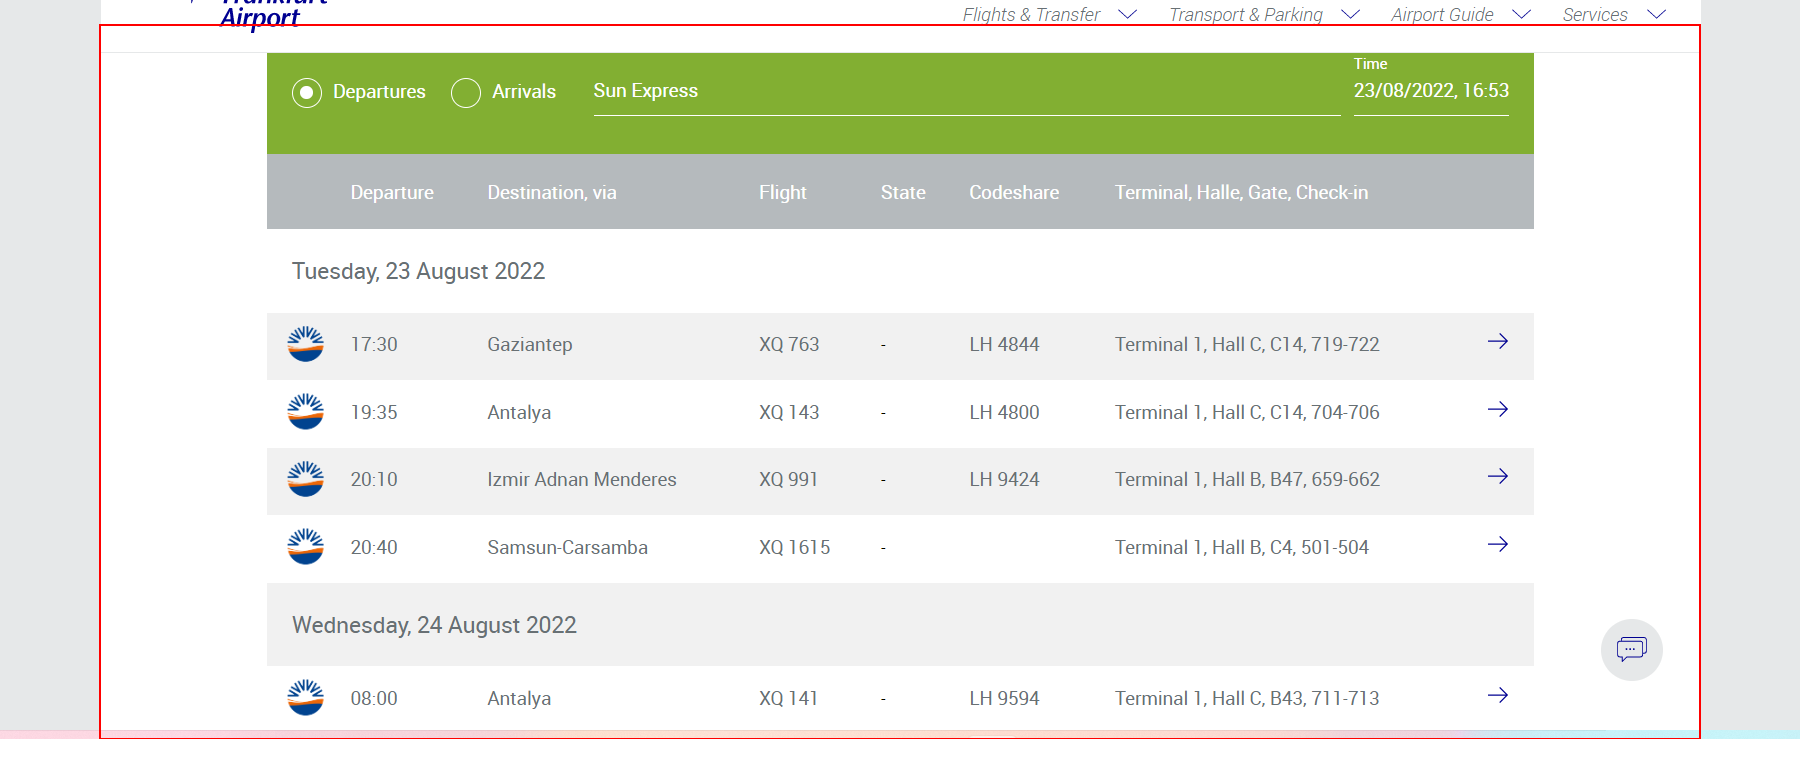 Airport
Flights & Transfer Transport & Parking Airport Guide Services
Time
Departures Arrivals Sun Express 23/08/2022, 16:53
Departure Destination, via Flight State Codeshare Terminal, Halle, Gate, Check-in
Tuesday, 23 August 2022
17:30 Gaziantep XQ 763 - LH 4844 Terminal 1, Hall C, C14, 719-722
19:35 Antalya XQ 143 - LH 4800 Terminal 1, Hall C, C14, 704-706
20:10 Izmir Adnan Menderes XQ 991 - LH 9424 Terminal 1, Hall B, B47, 659-662
20:40 Samsun-Carsamba XQ 1615 - Terminal 1, Hall B, C4, 501-504
Wednesday, 24 August 2022
08:00 Antalya XQ 141 - LH 9594 Terminal 1, Hall C, B43, 711-713